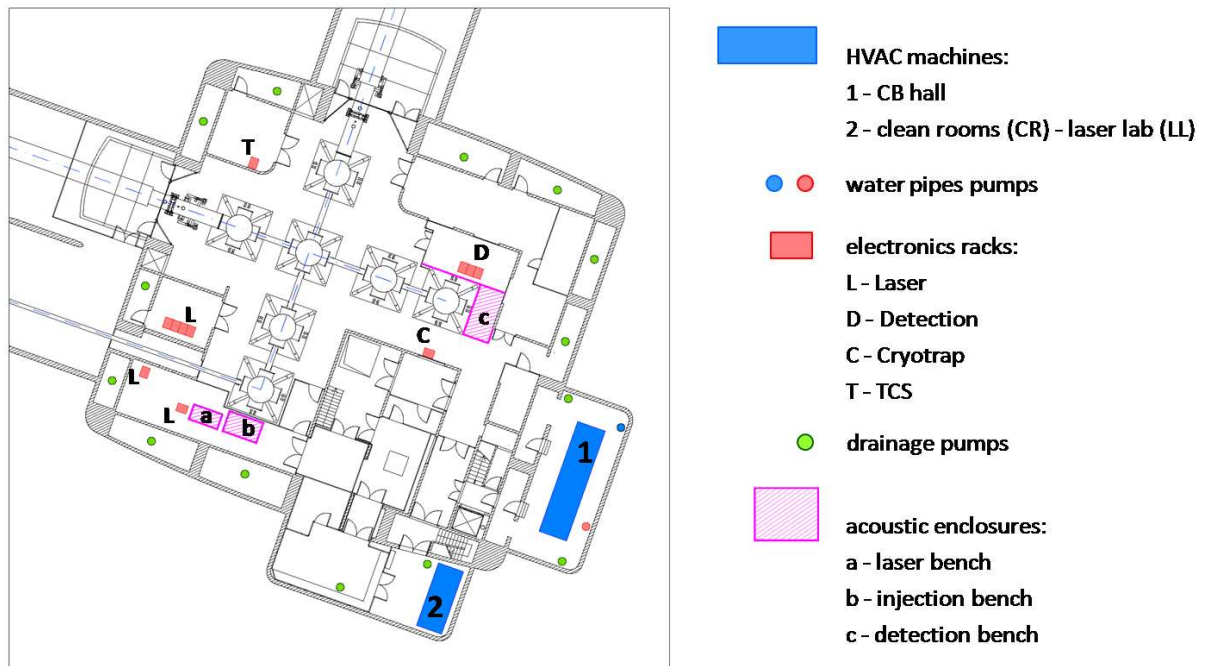 T
D
L
c
C
L
L
a
b
1
2
HVAC machines:
1 - CB hall
2 - clean rooms (CR) - laser lab (LL)
water pipes pumps
electronics racks:
L - Laser
D - Detection
C - Cryotrap
T - TCS
drainage pumps
acoustic enclosures:
a - laser bench
b - injection bench
c - detection bench